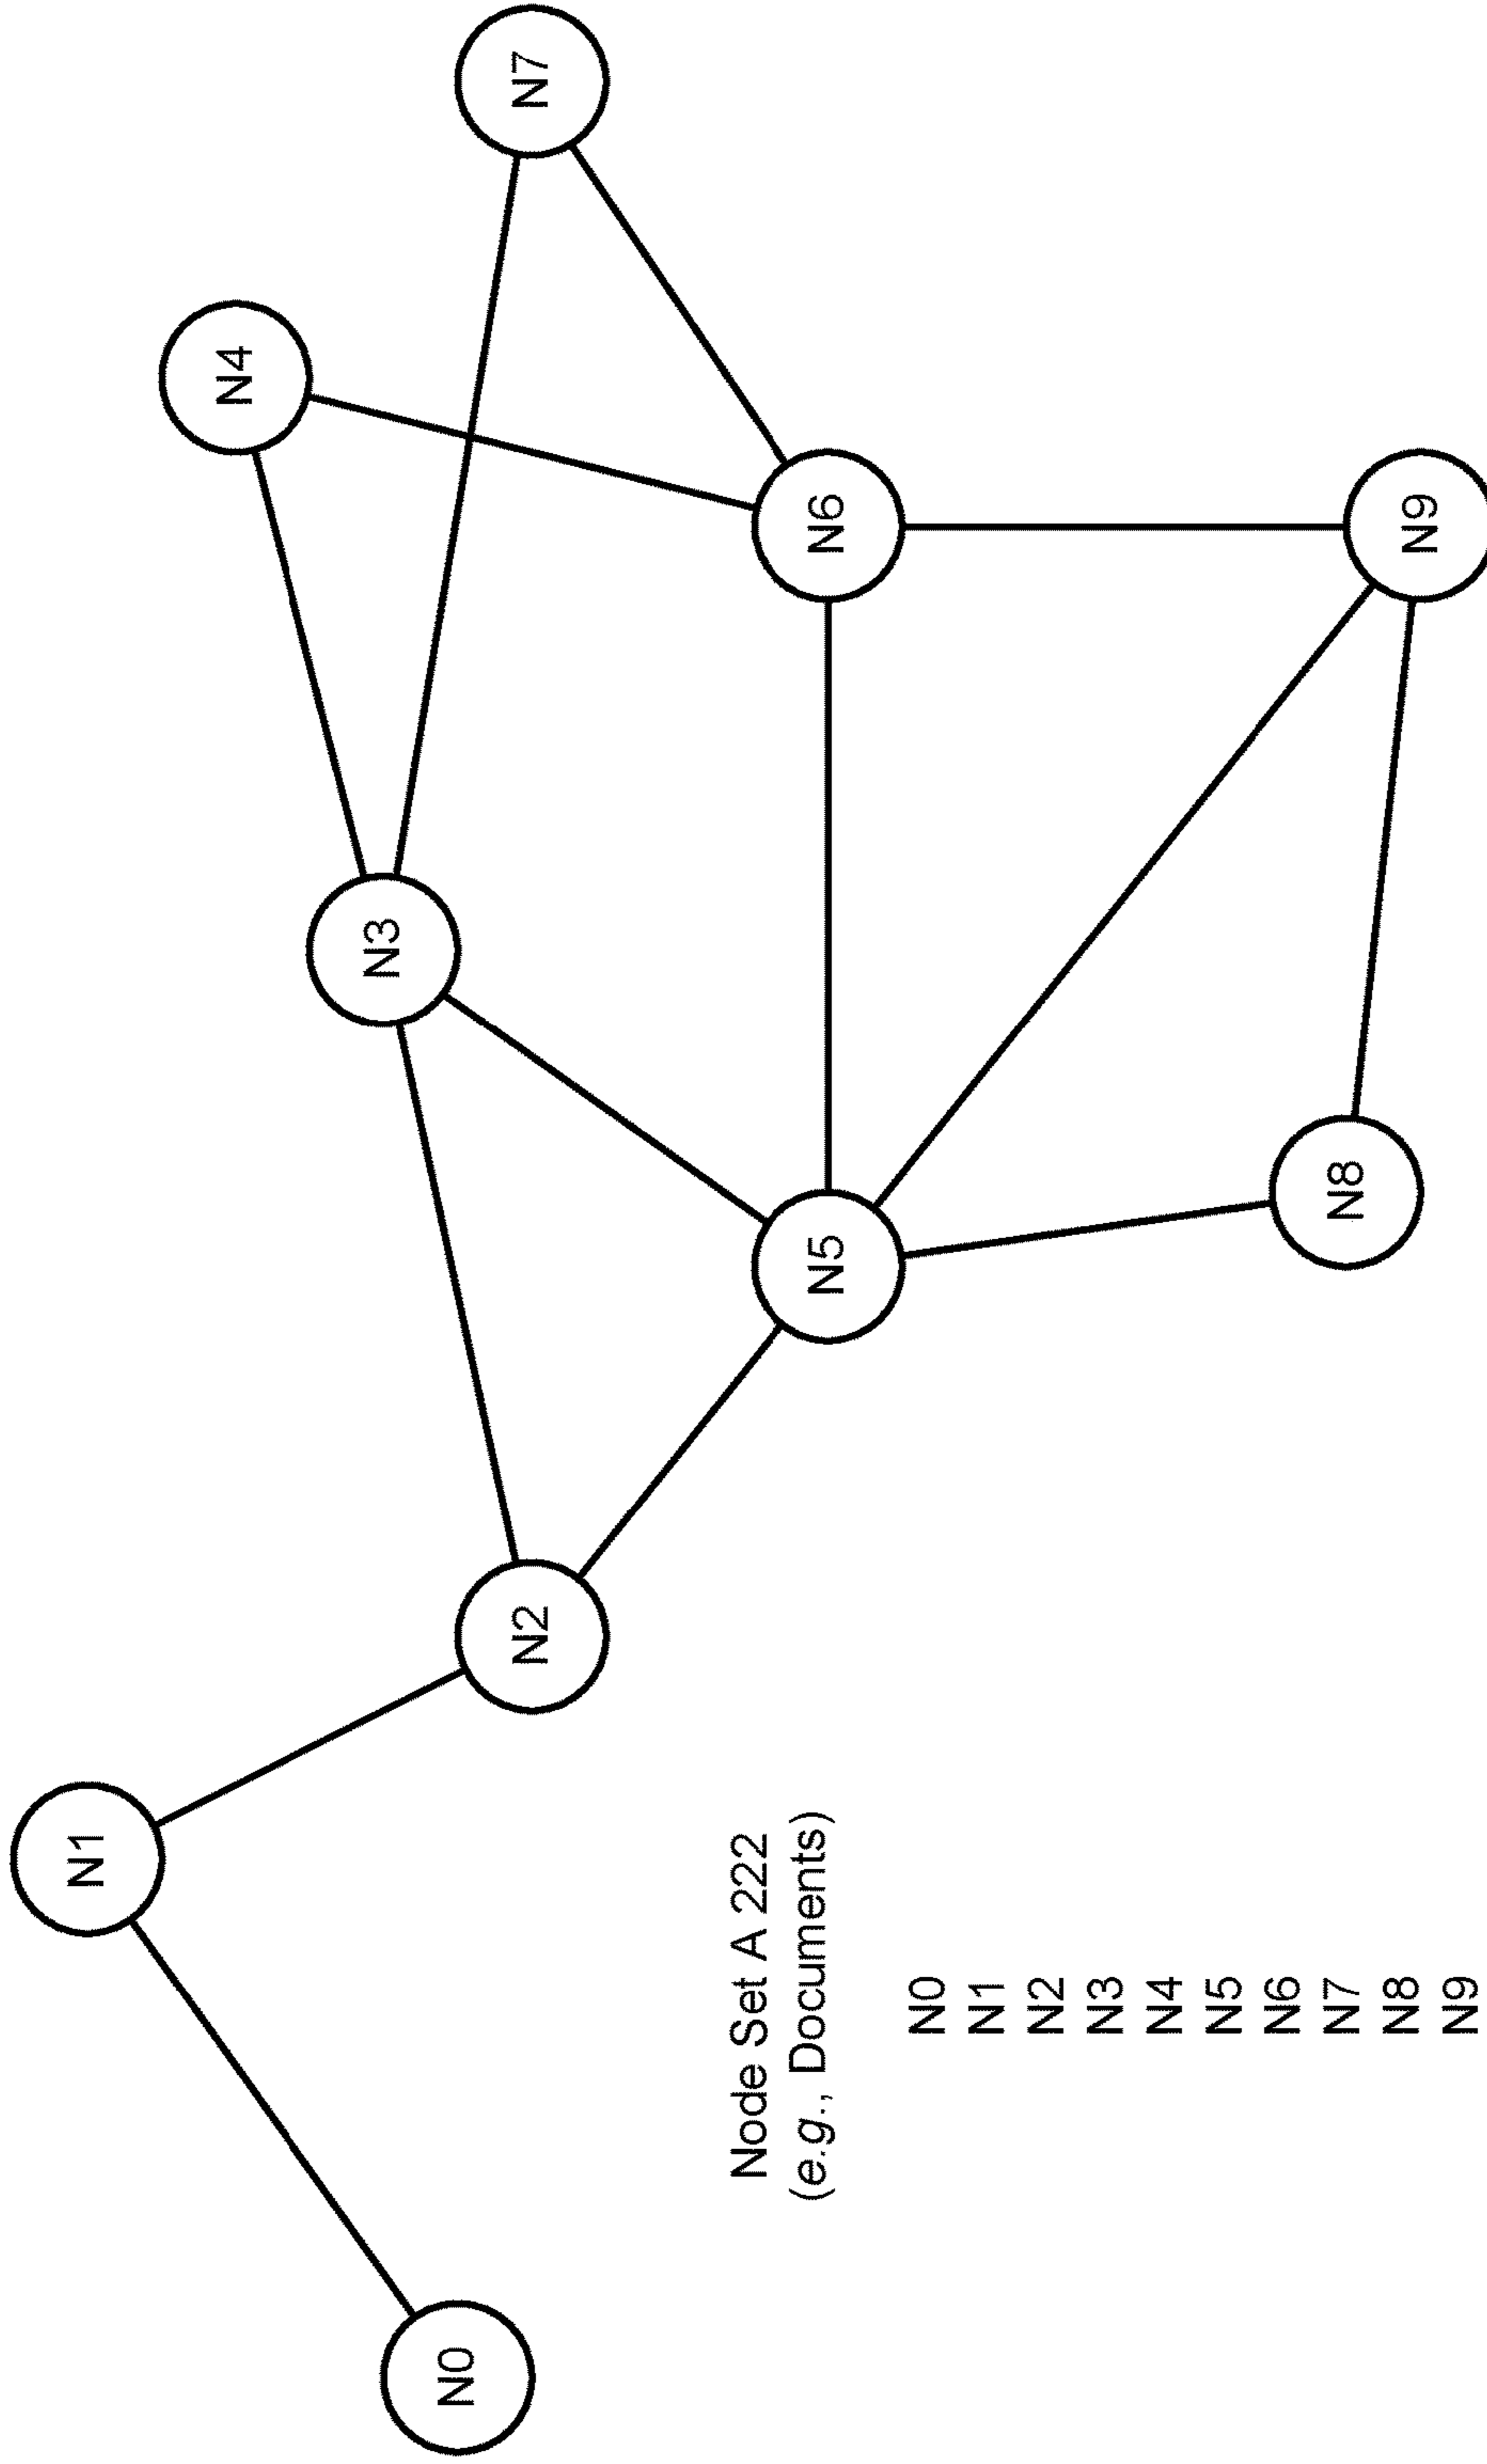 N4
N7
N3
N6
N9
N1
N2
N5
N8
N0
Node Set A 222
(e.g., Documents)
N0
N1
N2
N3
N4
N5
N6
N7
N8
N9